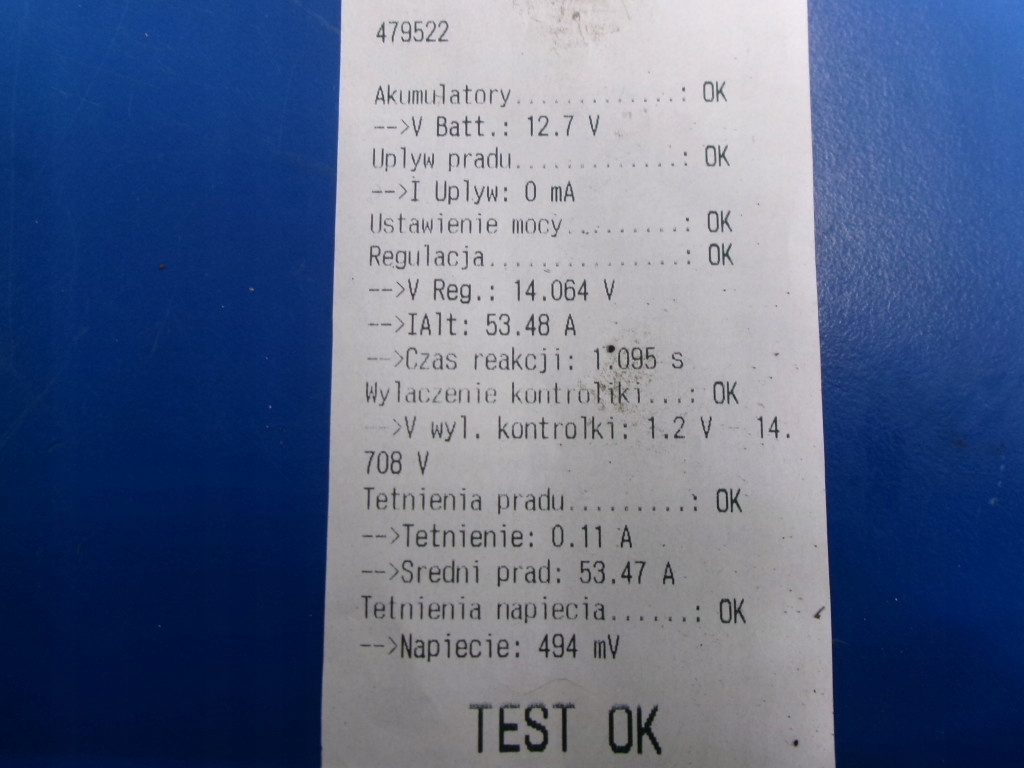 479522
Akumulatory.............: OK
-->V Batt.: 12.7 V
Uplyw pradu.............: OK
-->I Uplyw: 0 mA
Ustawienie mocy.........: OK
Regulacja...............: OK
-->V Reg.: 14.064 V
-->IAlt: 53.48 A
-->Czas reakcji: 1.095 s
Wylaczenie kontrolki...: OK
-->V wyl. kontrolki: 1.2 V - 14.
708 V
Tetnienia pradu.........: OK
-->Tetnienie: 0.11 A
-->Sredni prad: 53.47 A
Tetnienia napiecia......: OK
-->Napiecie: 494 mV
TEST OK